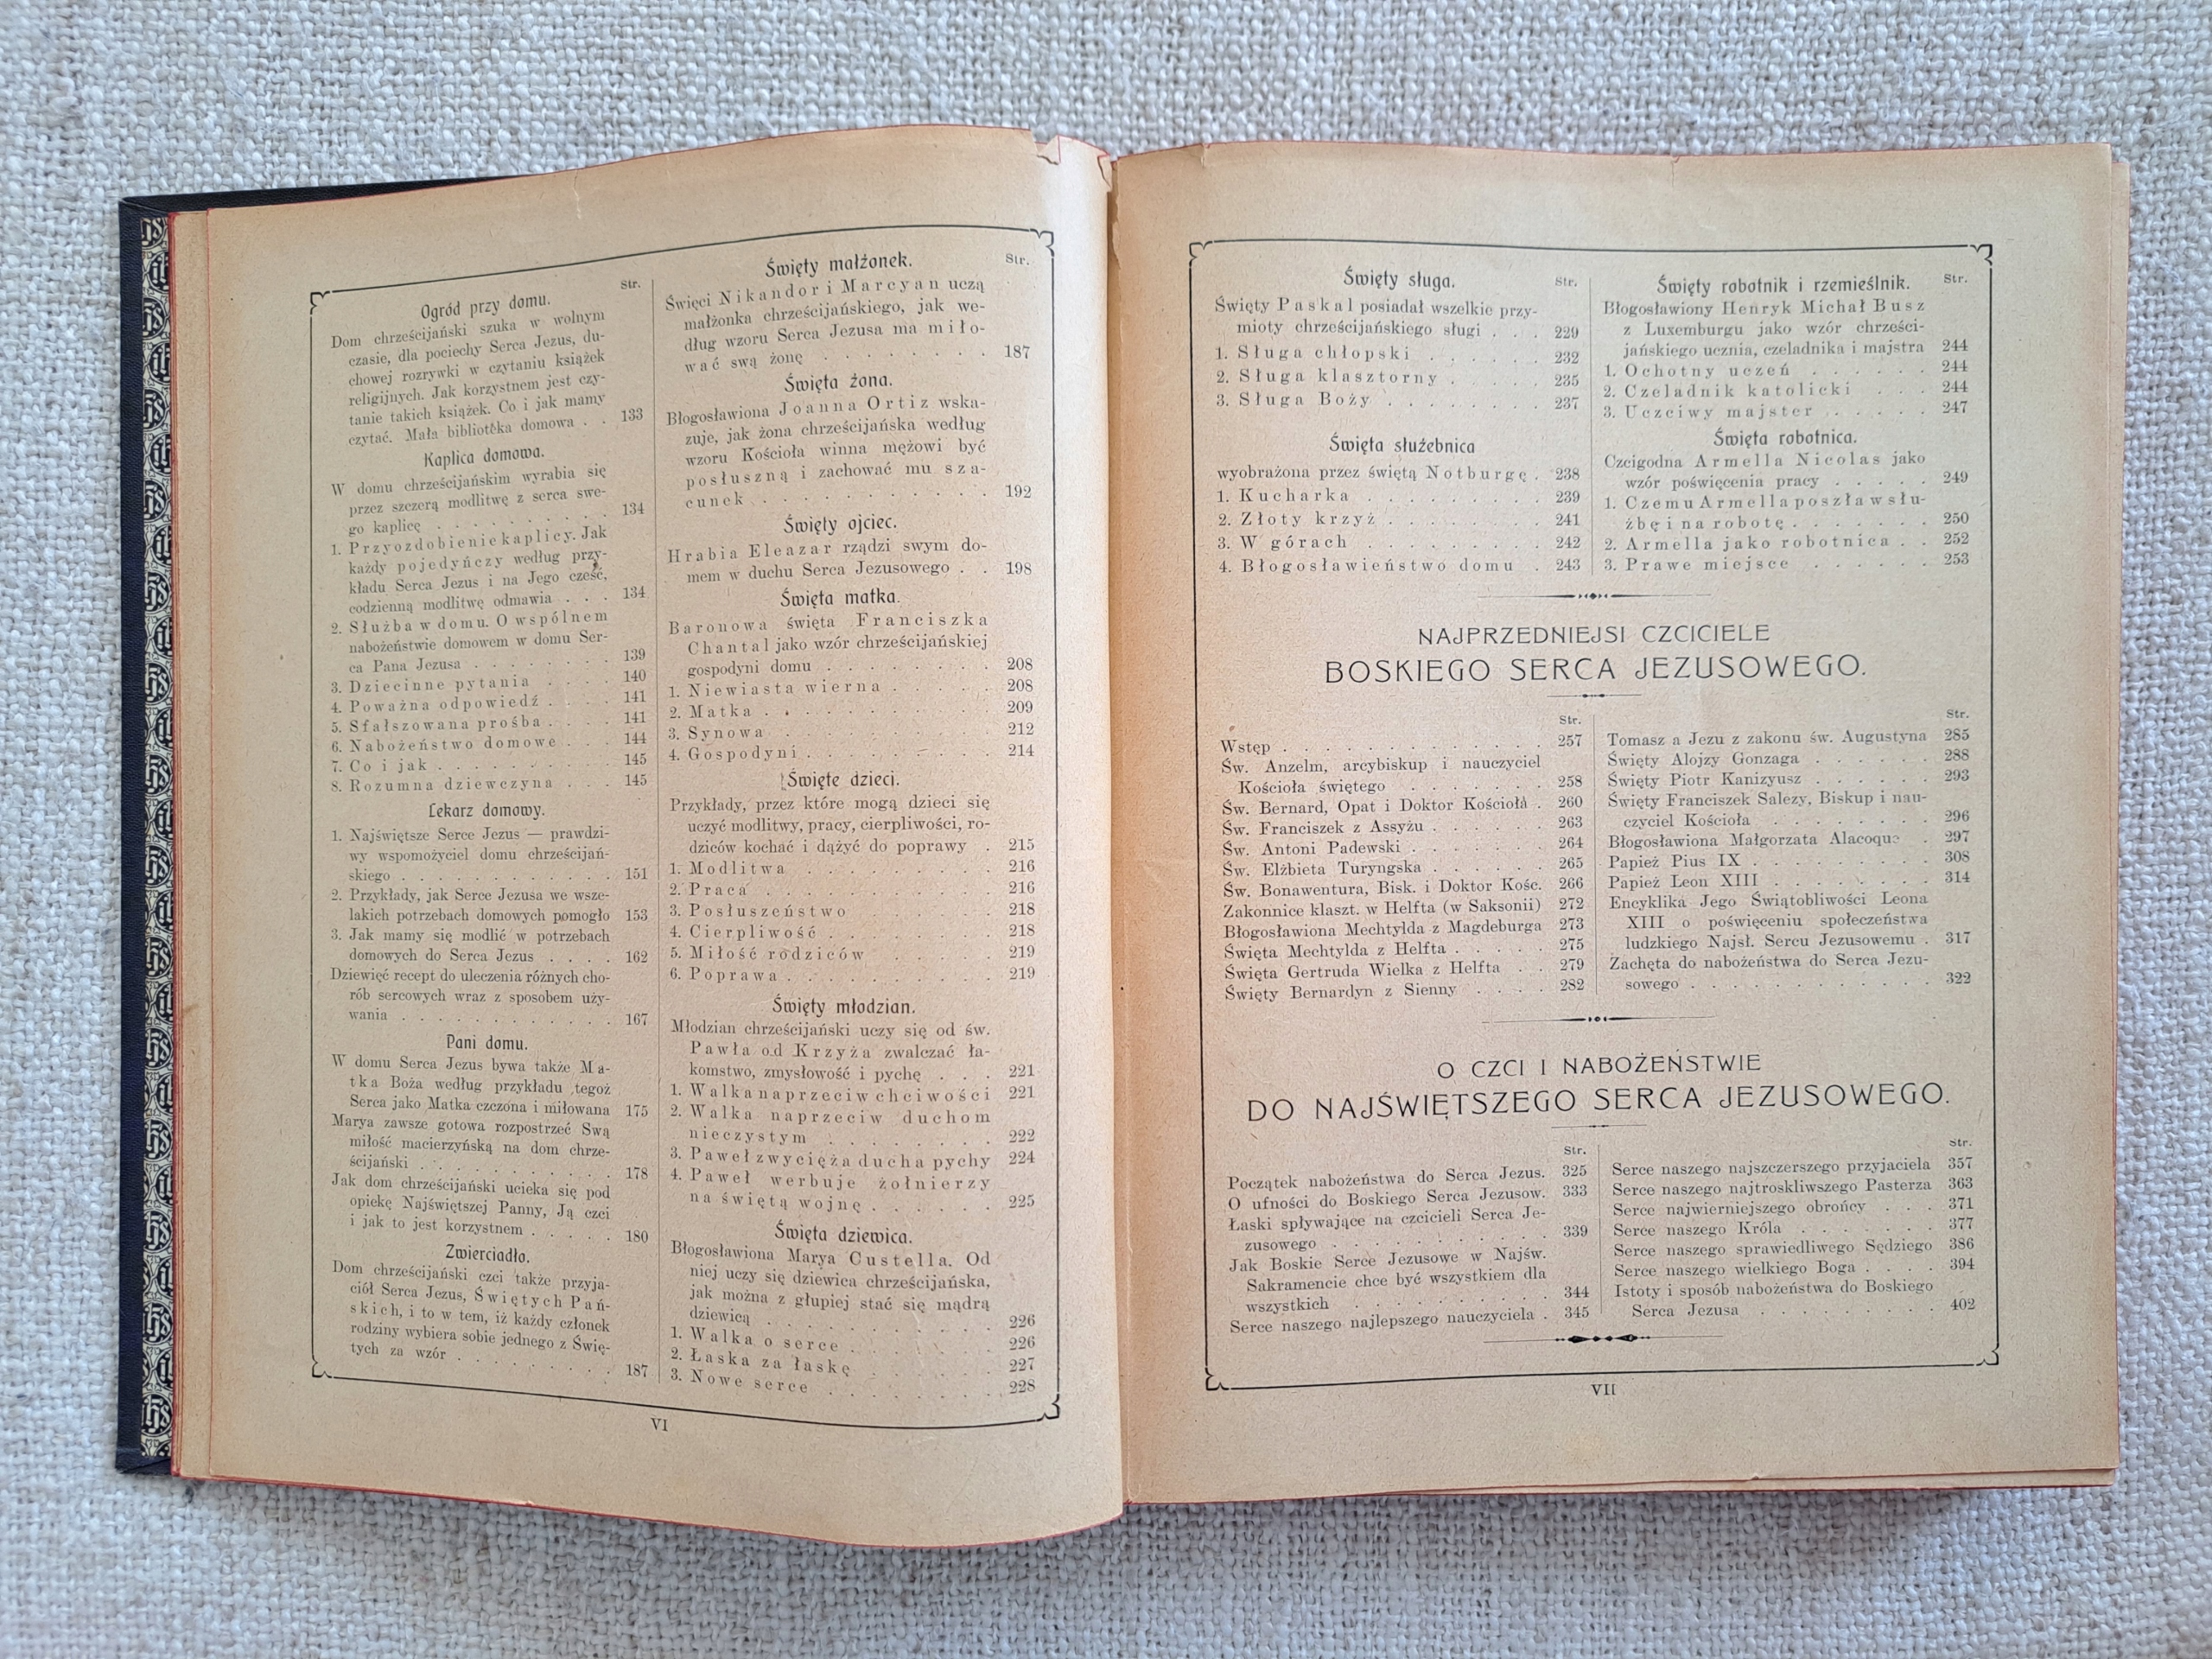 Str.
Ogród przy domu.
Dom chrześcijański szuka w wolnym
czasie, dla pociechy Serca Jezus, du-
chowej rozrywki w czytaniu książek
religijnych. Jak korzystnem jest czy-
tanie takich książek. Co i jak mamy
czytać. Mała biblioteka domowa . . 133
Kaplica domowa.
W domu chrześcijańskim wyrabia się
przez szczerą modlitwę z serca swe-
go kaplicę . . . . . . . . . 134
1. Przyozdobienie kaplicy. Jak
każdy pojedyńczy według przy-
kładu Serca Jezus i na Jego cześć,
codzienną modlitwę odmawia . . . 134
2. Służba w domu. O wspólnem
nabożeństwie domowem w domu Ser-
ca Pana Jezusa . . . . . . . 139
3. Dziecinne pytania . . . . 140
4. Poważna odpowiedź . . . . 141
5. Sfałszowana prośba . . . . 141
6. Nabożeństwo domowe . . . 144
7. Co i jak . . . . . . . . . 145
8. Rozumna dziewczyna . . . 145
Lekarz domowy.
1. Najświętsze Serce Jezus — prawdzi-
wy wspomożyciel domu chrześcijań-
skiego . . . . . . . . . . . 151
2. Przykłady, jak Serce Jezusa we wsze-
lakich potrzebach domowych pomogło 153
3. Jak mamy się modlić w potrzebach
domowych do Serca Jezus . . . . 162
Dziewięć recept do uleczenia różnych cho-
rób sercowych wraz z sposobem uży-
wania . . . . . . . . . . . 167
Pani domu.
W domu Serca Jezus bywa także Ma-
tka Boża według przykładu tegoż
Serca jako Matka czczona i miłowana 175
Marya zawsze gotowa rozpostrzeć Swą
miłość macierzyńską na dom chrze-
ścijański . . . . . . . . . . 178
Jak dom chrześcijański ucieka się pod
opiekę Najświętszej Panny, Ją czci
i jak to jest korzystnem . . . . . 180
Zwierciadło.
Dom chrześcijański czci także przyja-
ciół Serca Jezus, Świętych Pań-
skich, i to w tem, iż każdy członek
rodziny wybiera sobie jednego z Świę-
tych za wzór . . . . . . . . 187
Święty małżonek. Str.
Święci Nikandor i Marcyan uczą
małżonka chrześcijańskiego, jak we-
dług wzoru Serca Jezusa ma miło-
wać swą żonę . . . . . . . . 187
Święta żona.
Błogosławiona Joanna Ortiz wska-
zuje, jak żona chrześcijańska według
wzoru Kościoła winna mężowi być
posłuszną i zachować mu sza-
cunek . . . . . . . . . . . 192
Święty ojciec.
Hrabia Eleazar rządzi swym do-
mem w duchu Serca Jezusowego . . 198
Święta matka.
Baronowa święta Franciszka
Chantal jako wzór chrześcijańskiej
gospodyni domu . . . . . . . . 208
1. Niewiasta wierna . . . . . 208
2. Matka . . . . . . . . . . 209
3. Synowa . . . . . . . . . . 212
4. Gospodyni . . . . . . . . . 214
Święte dzieci.
Przykłady, przez które mogą dzieci się
uczyć modlitwy, pracy, cierpliwości, ro-
dziców kochać i dążyć do poprawy . 215
1. Modlitwa . . . . . . . . . 216
2. Praca . . . . . . . . . . 216
3. Posłuszeństwo . . . . . . 218
4. Cierpliwość . . . . . . . 218
5. Miłość rodziców . . . . . 219
6. Poprawa . . . . . . . . . 219
Święty młodzian.
Młodzian chrześcijański uczy się od św.
Pawła od Krzyża zwalczać ła-
komstwo, zmysłowość i pychę . . . 221
1. Walka naprzeciw chciwości 221
2. Walka naprzeciw duchom
nieczystym . . . . . . . . 222
3. Paweł zwycięża ducha pychy 224
4. Paweł werbuje żołnierzy
na świętą wojnę . . . . . . 225
Święta dziewica.
Błogosławiona Marya Custella. Od
niej uczy się dziewica chrześcijańska,
jak można z głupiej stać się mądrą
dziewicą . . . . . . . . . . 226
1. Walka o serce . . . . . . . 226
2. Łaska za łaskę . . . . . . 227
3. Nowe serce . . . . . . . . 228
VI
Święty sługa. Str.
Święty Paskal posiadał wszelkie przy-
mioty chrześcijańskiego sługi . . . 229
1. Sługa chłopski . . . . . . 232
2. Sługa klasztorny . . . . . 235
3. Sługa Boży . . . . . . . . 237
Święta służebnica
wyobrażona przez świętą Notburgę . 238
1. Kucharka . . . . . . . . . 239
2. Złoty krzyż . . . . . . . . 241
3. W górach . . . . . . . . . 242
4. Błogosławieństwo domu . 243
Święty robotnik i rzemieślnik. Str.
Błogosławiony Henryk Michał Busz
z Luxemburgu jako wzór chrześci-
jańskiego ucznia, czeladnika i majstra 244
1. Ochotny uczeń . . . . . . 244
2. Czeladnik katolicki . . . 244
3. Uczciwy majster . . . . . 247
Święta robotnica.
Czcigodna Armella Nicolas jako
wzór poświęcenia pracy . . . . . 249
1. Czemu Armella poszła w słu-
żbę i na robotę . . . . . . . 250
2. Armella jako robotnica . . 252
3. Prawe miejsce . . . . . . 253
NAJPRZEDNIEJSI CZCICIELE
BOSKIEGO SERCA JEZUSOWEGO.
Str.
Wstęp . . . . . . . . . . . . . 257
Św. Anzelm, arcybiskup i nauczyciel
Kościoła świętego . . . . . . . 258
Św. Bernard, Opat i Doktor Kościoła . 260
Św. Franciszek z Assyżu . . . . . . 263
Św. Antoni Padewski . . . . . . . 264
Św. Elżbieta Turyngska . . . . . . 265
Św. Bonawentura, Bisk. i Doktor Kośc. 266
Zakonnice klaszt. w Helfta (w Saksonii) 272
Błogosławiona Mechtylda z Magdeburga 273
Święta Mechtylda z Helfta . . . . . 275
Święta Gertruda Wielka z Helfta . . 279
Święty Bernardyn z Sienny . . . . 282
Str.
Tomasz a Jezu z zakonu św. Augustyna 285
Święty Alojzy Gonzaga . . . . . . 288
Święty Piotr Kanizyusz . . . . . . 293
Święty Franciszek Salezy, Biskup i nau-
czyciel Kościoła . . . . . . . . 296
Błogosławiona Małgorzata Alacoque . 297
Papież Pius IX . . . . . . . . . 308
Papież Leon XIII . . . . . . . . 314
Encyklika Jego Świątobliwości Leona
XIII o poświęceniu społeczeństwa
ludzkiego Najsł. Sercu Jezusowemu . 317
Zachęta do nabożeństwa do Serca Jezu-
sowego . . . . . . . . . . . . 322
O CZCI I NABOŻEŃSTWIE
DO NAJŚWIĘTSZEGO SERCA JEZUSOWEGO.
Str.
Początek nabożeństwa do Serca Jezus. 325
O ufności do Boskiego Serca Jezusow. 333
Łaski spływające na czcicieli Serca Je-
zusowego . . . . . . . . . . . 339
Jak Boskie Serce Jezusowe w Najśw.
Sakramencie chce być wszystkiem dla
wszystkich . . . . . . . . . . 344
Serce naszego najlepszego nauczyciela . 345
Str.
Serce naszego najszczerszego przyjaciela 357
Serce naszego najtroskliwszego Pasterza 363
Serce najwierniejszego obrońcy . . . 371
Serce naszego Króla . . . . . . . 377
Serce naszego sprawiedliwego Sędziego 386
Serce naszego wielkiego Boga . . . . 394
Istoty i sposób nabożeństwa do Boskiego
Serca Jezusa . . . . . . . . . 402
VII